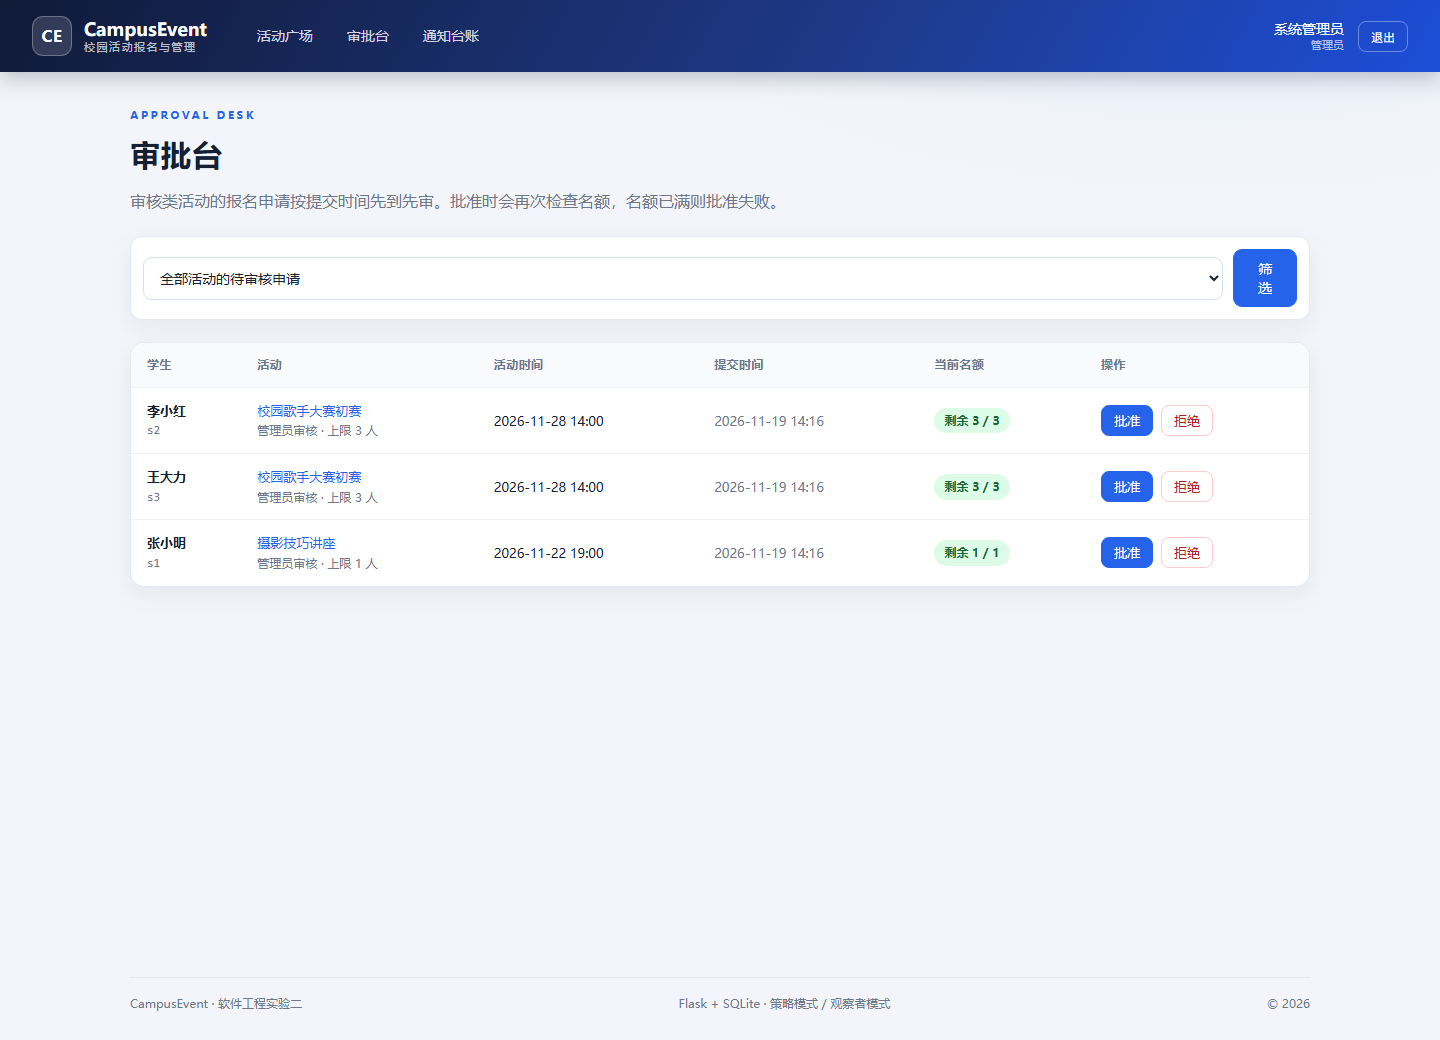 CE
CampusEvent
校园活动报名与管理
活动广场
审批台
通知台账
系统管理员
管理员
退出
APPROVAL DESK
审批台
审核类活动的报名申请按提交时间先到先审。批准时会再次检查名额，名额已满则批准失败。
全部活动的待审核申请
筛
选
学生 活动 活动时间 提交时间 当前名额 操作
李小红 校园歌手大赛初赛 2026-11-28 14:00 2026-11-19 14:16 剩余 3 / 3 批准 拒绝
s2 管理员审核 · 上限 3 人
王大力 校园歌手大赛初赛 2026-11-28 14:00 2026-11-19 14:16 剩余 3 / 3 批准 拒绝
s3 管理员审核 · 上限 3 人
张小明 摄影技巧讲座 2026-11-22 19:00 2026-11-19 14:16 剩余 1 / 1 批准 拒绝
s1 管理员审核 · 上限 1 人
CampusEvent · 软件工程实验二
Flask + SQLite · 策略模式 / 观察者模式
© 2026